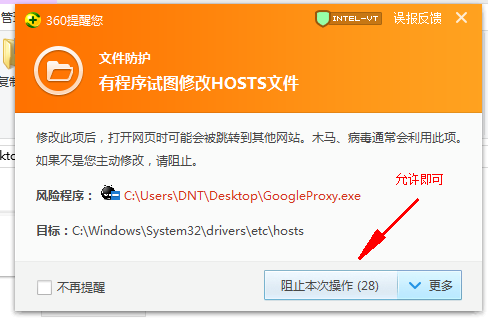 管理
360提醒您
INTEL-VT
误报反馈
文件防护
有程序试图修改HOSTS文件
复制
修改此项后，打开网页时可能会被跳转到其他网站。木马、病毒通常会利用此项。
如果不是您主动修改，请阻止。
ktop
允许即可
风险程序：C:\Users\DNT\Desktop\GoogleProxy.exe
目标：C:\Windows\System32\drivers\etc\hosts
不再提醒
阻止本次操作 (28)
更多